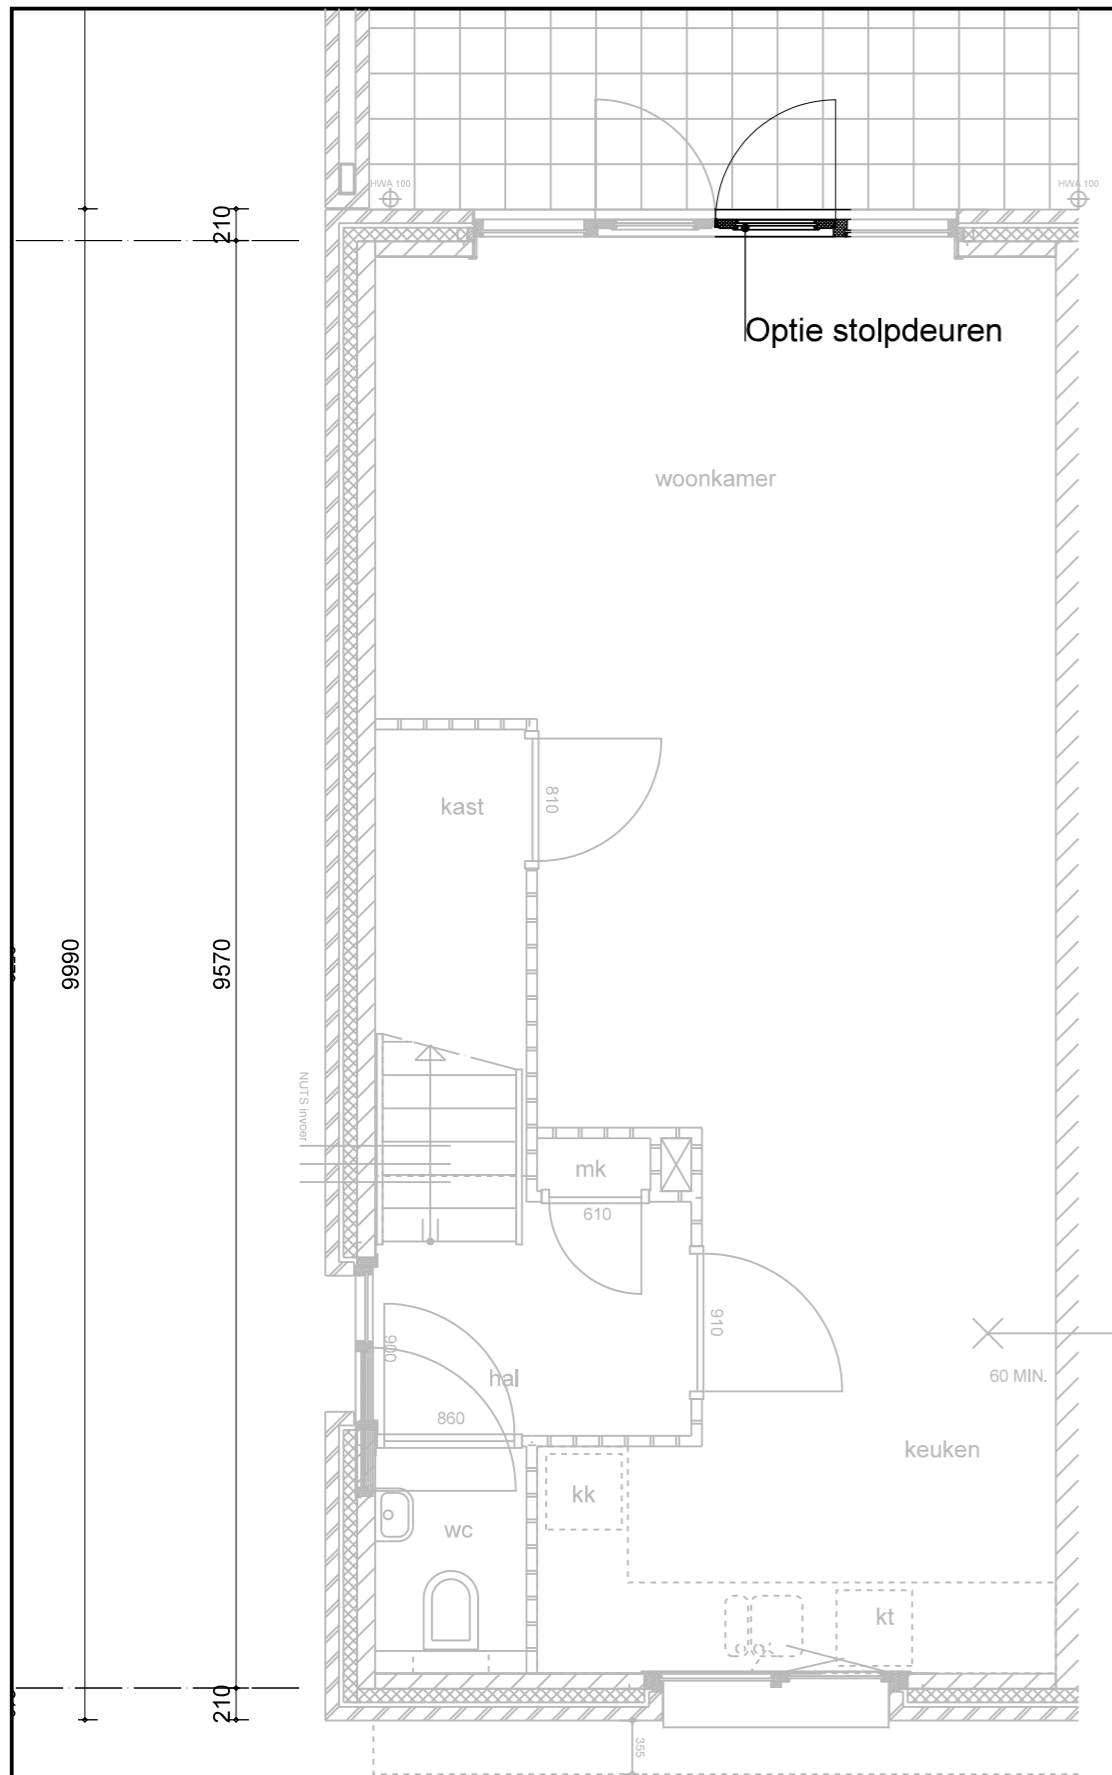 HWA 100
HWA 100
210
Optie stolpdeuren
woonkamer
kast
810
9990
9570
NUTS invoer
mk
610
910
900
hal
860
60 MIN.
keuken
kk
wc
kt
210
355